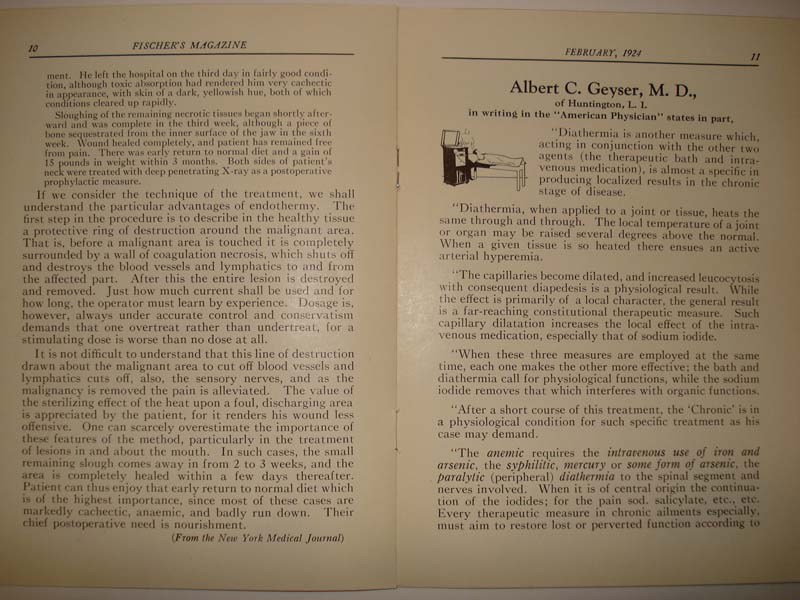 10
FISCHER'S MAGAZINE
ment. He left the hospital on the third day in fairly good condi-
tion, although toxic absorption had rendered him very cachectic
in appearance, with skin of a dark, yellowish hue, both of which
conditions cleared up rapidly.
Sloughing of the remaining necrotic tissues began shortly after-
ward and was complete in the third week, although a piece of
bone sequestrated from the inner surface of the jaw in the sixth
week. Wound healed completely, and patient has remained free
from pain. There was early return to normal diet and a gain of
15 pounds in weight within 3 months. Both sides of patient's
neck were treated with deep penetrating X-ray as a postoperative
prophylactic measure.
If we consider the technique of the treatment, we shall
understand the particular advantages of endothermy. The
first step in the procedure is to describe in the healthy tissue
a protective ring of destruction around the malignant area.
That is, before a malignant area is touched it is completely
surrounded by a wall of coagulation necrosis, which shuts off
and destroys the blood vessels and lymphatics to and from
the affected part. After this the entire lesion is destroyed
and removed. Just how much current shall be used and for
how long, the operator must learn by experience. Dosage is,
however, always under accurate control and conservatism
demands that one overtreat rather than undertreat, for a
stimulating dose is worse than no dose at all.
It is not difficult to understand that this line of destruction
drawn about the malignant area to cut off blood vessels and
lymphatics cuts off, also, the sensory nerves, and as the
malignancy is removed the pain is alleviated. The value of
the sterilizing effect of the heat upon a foul, discharging area
is appreciated by the patient, for it renders his wound less
offensive. One can scarcely overestimate the importance of
these features of the method, particularly in the treatment
of lesions in and about the mouth. In such cases, the small
remaining slough comes away in from 2 to 3 weeks, and the
area is completely healed within a few days thereafter.
Patient can thus enjoy that early return to normal diet which
is of the highest importance, since most of these cases are
markedly cachectic, anaemic, and badly run down. Their
chief postoperative need is nourishment.
(From the New York Medical Journal)
FEBRUARY, 1924
11
Albert C. Geyser, M. D.,
of Huntington, L. I.
in writing in the "American Physician" states in part,
"Diathermia is another measure which,
acting in conjunction with the other two
agents (the therapeutic bath and intra-
venous medication), is almost a specific in
producing localized results in the chronic
stage of disease.
"Diathermia, when applied to a joint or tissue, heats the
same through and through. The local temperature of a joint
or organ may be raised several degrees above the normal.
When a given tissue is so heated there ensues an active
arterial hyperemia.
"The capillaries become dilated, and increased leucocytosis
with consequent diapedesis is a physiological result. While
the effect is primarily of a local character, the general result
is a far-reaching constitutional therapeutic measure. Such
capillary dilatation increases the local effect of the intra-
venous medication, especially that of sodium iodide.
"When these three measures are employed at the same
time, each one makes the other more effective; the bath and
diathermia call for physiological functions, while the sodium
iodide removes that which interferes with organic functions.
"After a short course of this treatment, the 'Chronic' is in
a physiological condition for such specific treatment as his
case may demand.
"The anemic requires the intravenous use of iron and
arsenic, the syphilitic, mercury or some form of arsenic, the
paralytic (peripheral) diathermia to the spinal segment and
nerves involved. When it is of central origin the continua-
tion of the iodides; for the pain sod. salicylate, etc., etc.
Every therapeutic measure in chronic ailments especially,
must aim to restore lost or perverted function according to